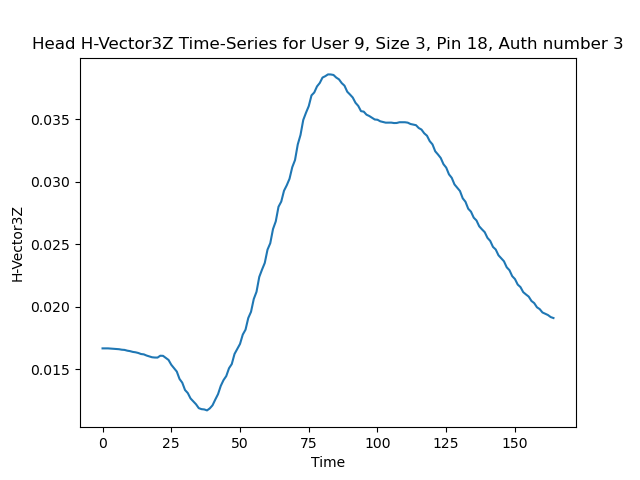 Head H-Vector3Z Time-Series for User 9, Size 3, Pin 18, Auth number 3
0.035
0.030
0.025
0.020
0.015
H-Vector3Z
0 25 50 75 100 125 150
Time